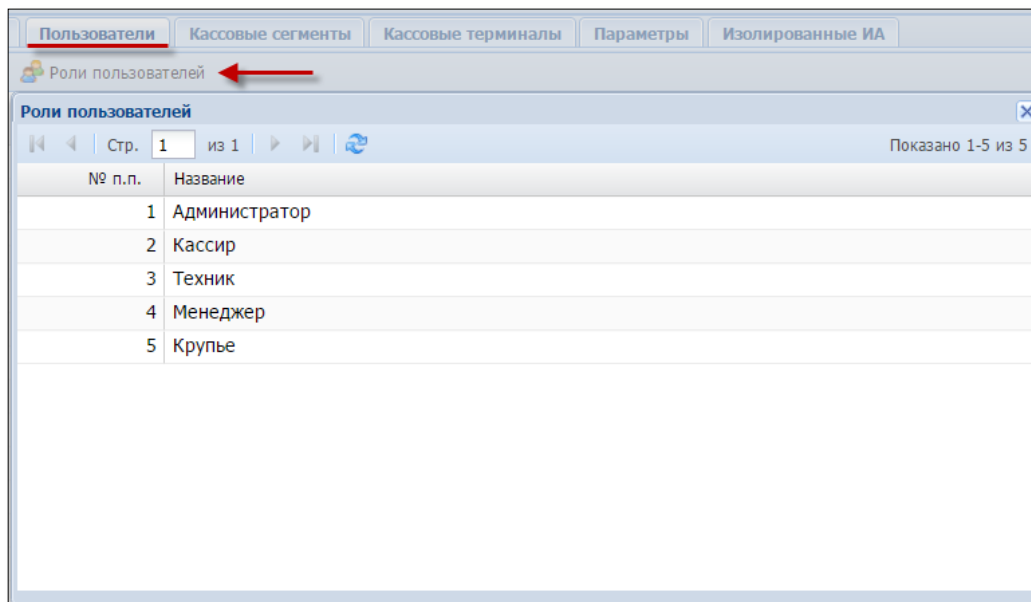 Пользователи Кассовые сегменты Кассовые терминалы Параметры Изолированные ИА
Роли пользователей
Роли пользователей
Стр. 1 из 1 Показано 1-5 из 5
№ п.п. Название
1 Администратор
2 Кассир
3 Техник
4 Менеджер
5 Крупье